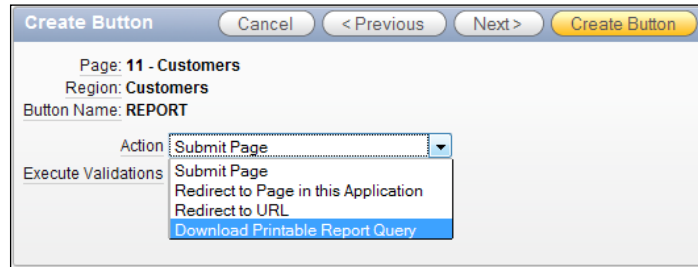 Create Button Cancel < Previous Next > Create Button
Page: 11 - Customers
Region: Customers
Button Name: REPORT
Action Submit Page
Execute Validations Submit Page
Redirect to Page in this Application
Redirect to URL
Download Printable Report Query